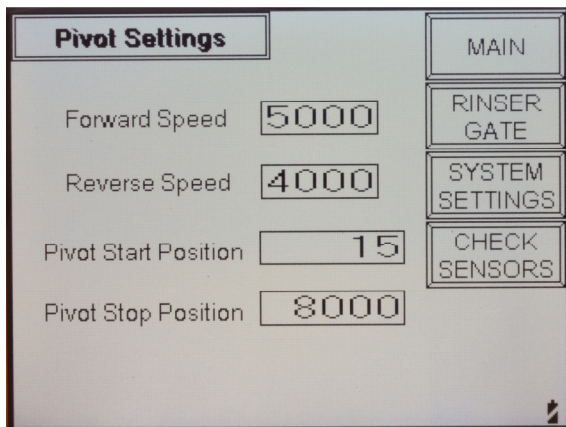 Pivot Settings
MAIN
Forward Speed 5000
RINSER
GATE
Reverse Speed 4000
SYSTEM
SETTINGS
Pivot Start Position 15
CHECK
SENSORS
Pivot Stop Position 8000